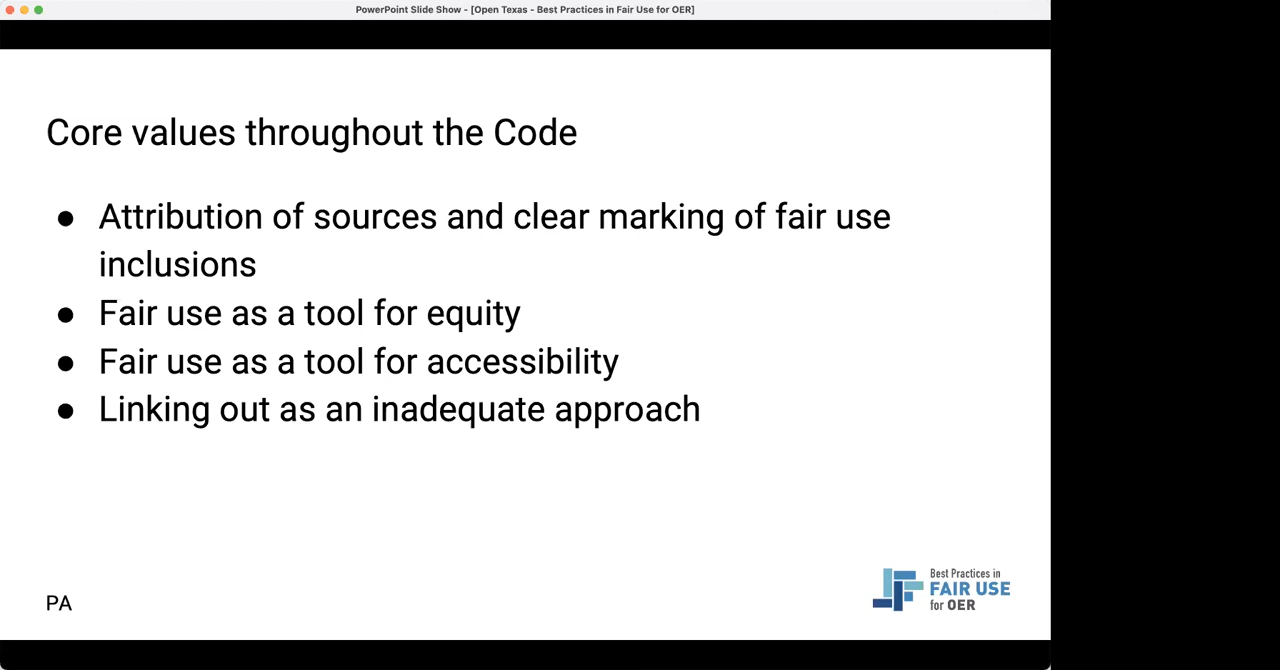 PowerPoint Slide Show - [Open Texas - Best Practices in Fair Use for OER]
Core values throughout the Code
● Attribution of sources and clear marking of fair use
inclusions
● Fair use as a tool for equity
● Fair use as a tool for accessibility
● Linking out as an inadequate approach
PA
Best Practices in
FAIR USE
for OER